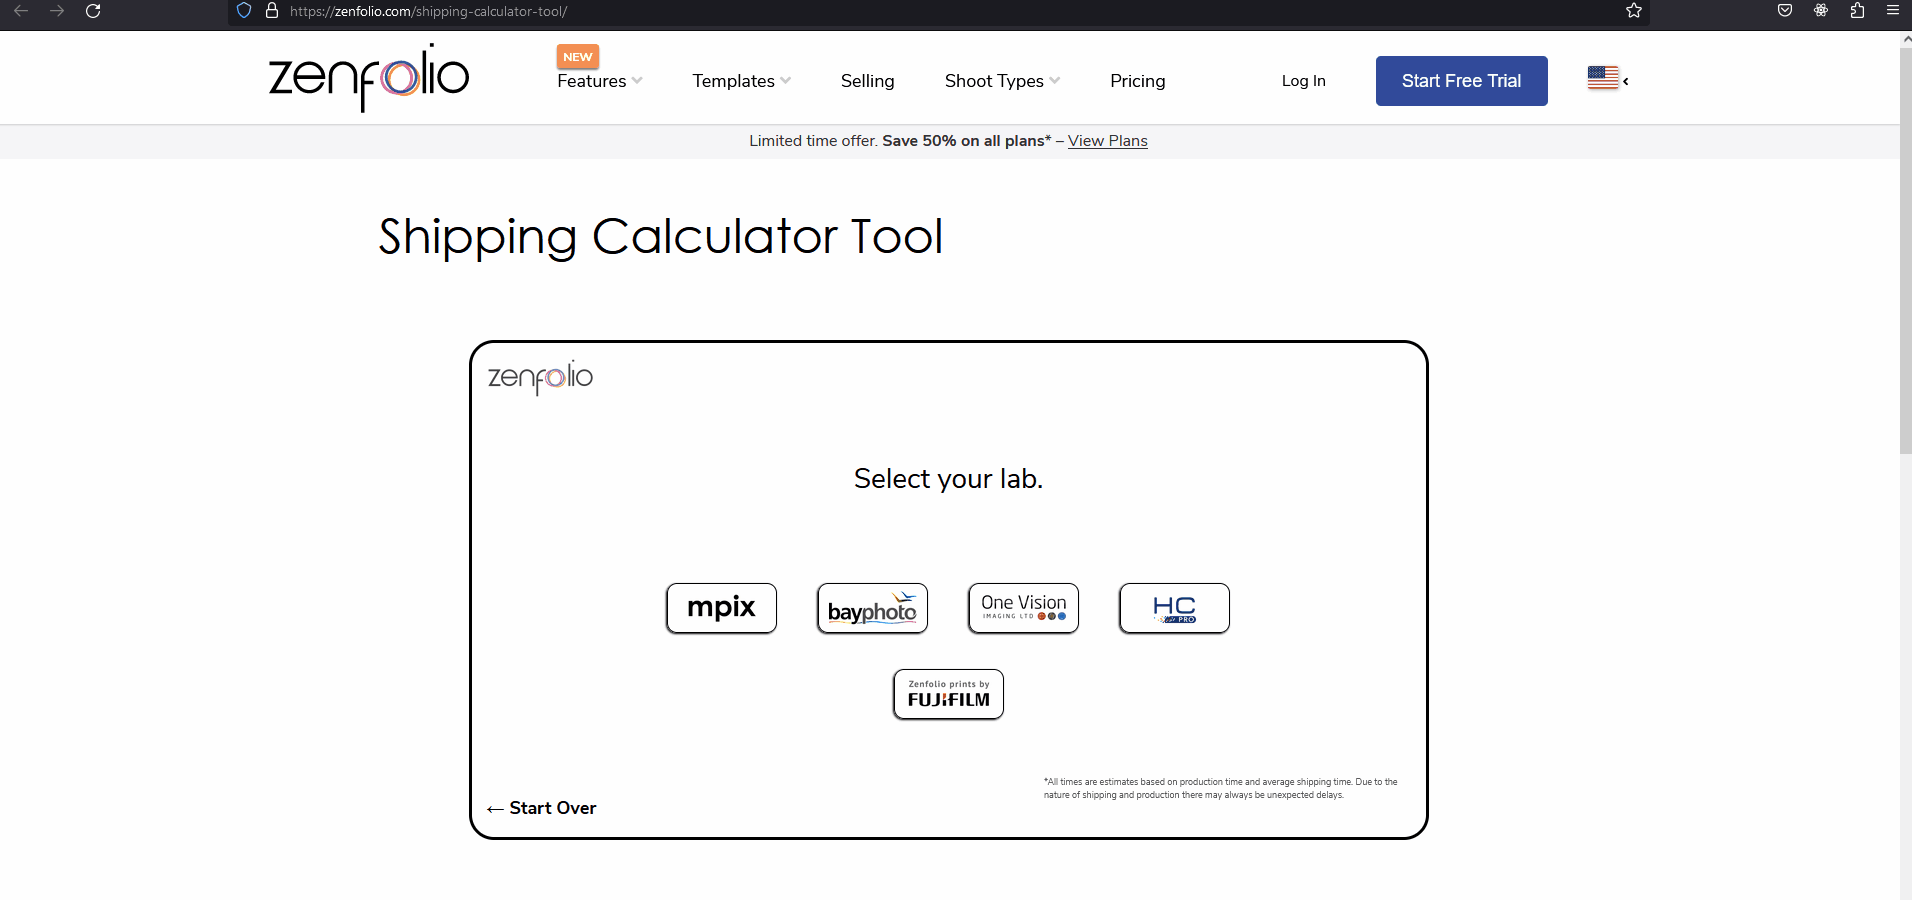 https://zenfolio.com/shipping-calculator-tool/
zenfolio
NEW
Features
Templates
Selling
Shoot Types
Pricing
Log In
Start Free Trial
Limited time offer. Save 50% on all plans* – View Plans
Shipping Calculator Tool
zenfolio
Select your lab.
mpix
bayphoto
One Vision
IMAGING LTD
HC
PRO
Zenfolio prints by
FUJIFILM
*All times are estimates based on production time and average shipping time. Due to the
nature of shipping and production there may always be unexpected delays.
← Start Over